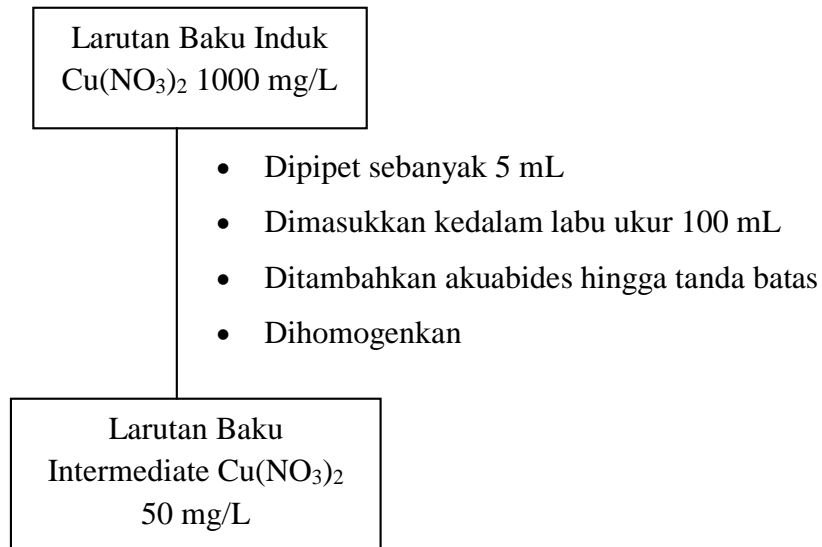 Larutan Baku Induk
Cu(NO₃)₂ 1000 mg/L
• Dipipet sebanyak 5 mL
• Dimasukkan kedalam labu ukur 100 mL
• Ditambahkan akuabides hingga tanda batas
• Dihomogenkan
Larutan Baku
Intermediate Cu(NO₃)₂
50 mg/L